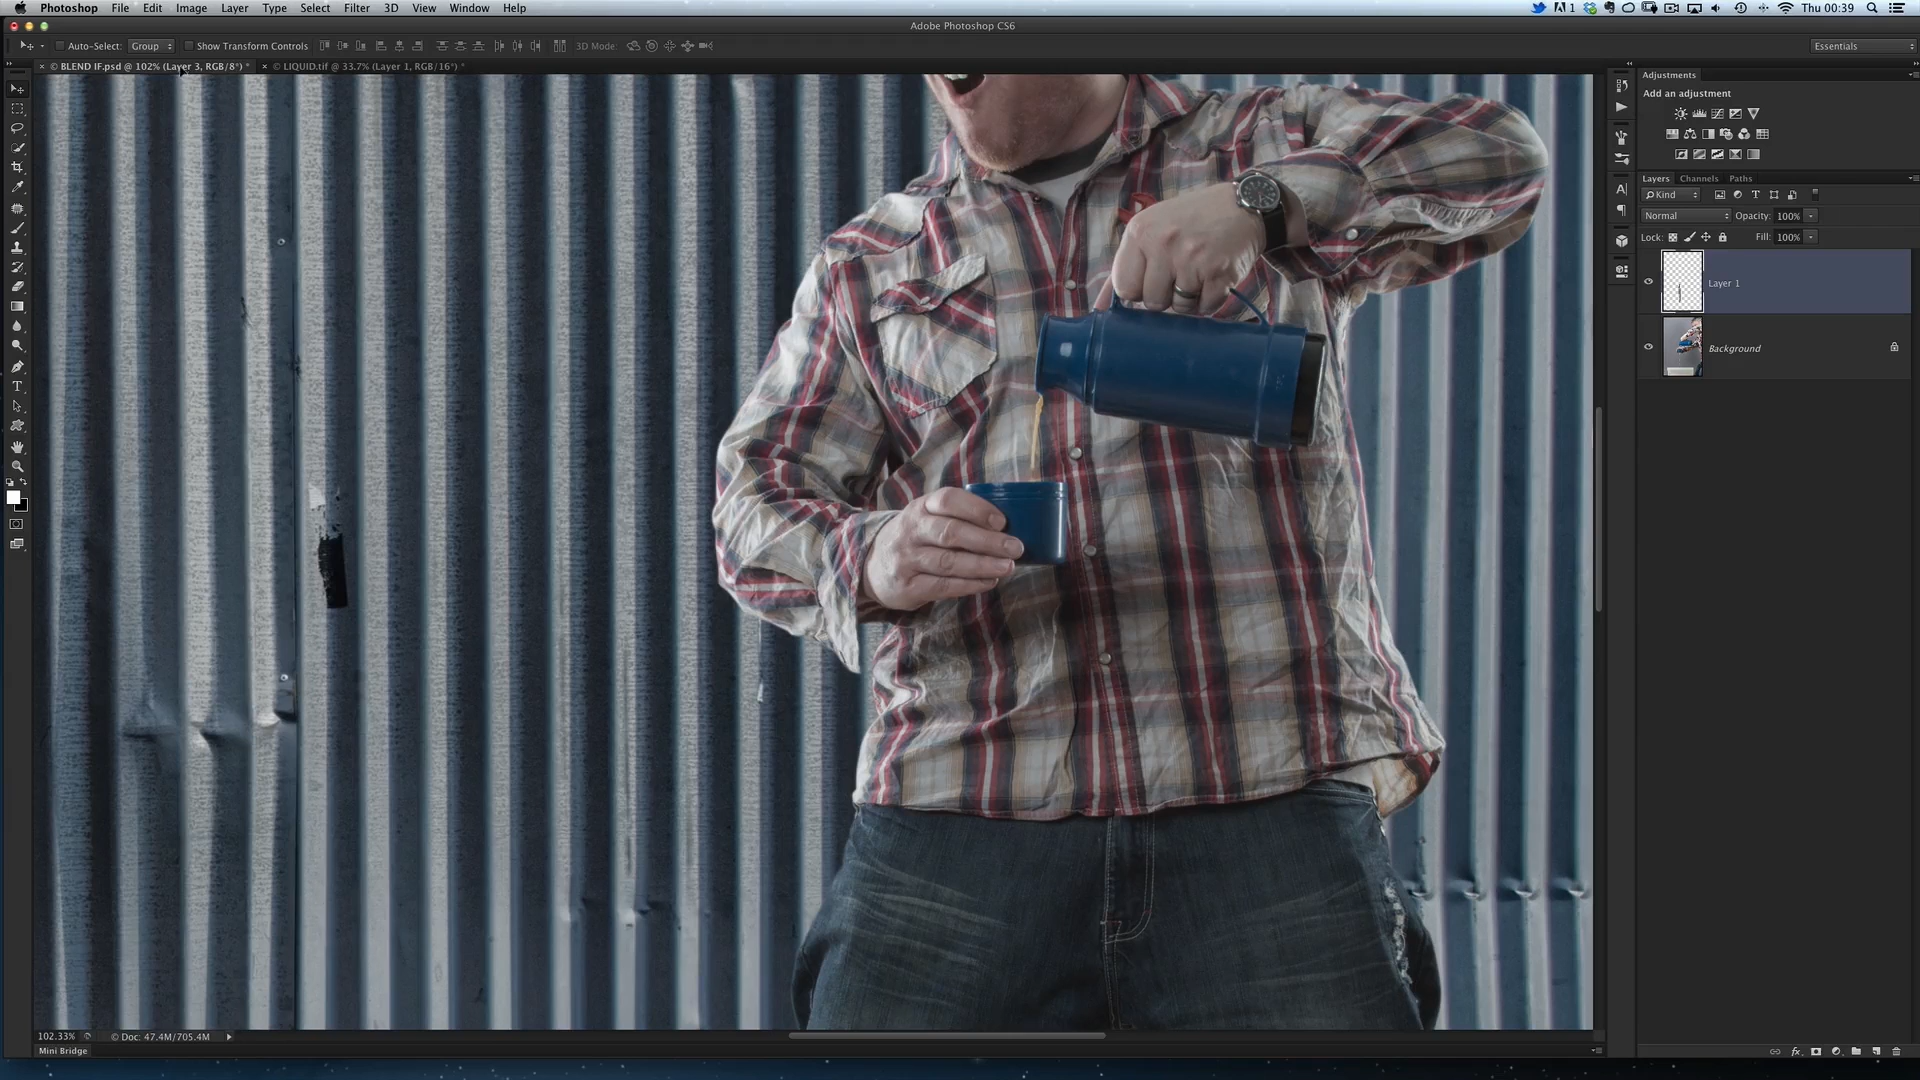 Photoshop File Edit Image Layer Type Select Filter 3D View Window Help 1 Thu 00:39
Adobe Photoshop CS6
Auto-Select: Group Show Transform Controls 3D Mode: Essentials
× © BLEND IF.psd @ 102% (Layer 3, RGB/8*) * × © LIQUID.tif @ 33.7% (Layer 1, RGB/16*) *
Adjustments
Add an adjustment
Layers Channels Paths
Kind
Normal Opacity: 100%
Lock: Fill: 100%
Layer 1
Background
102.33% © Doc: 47.4M/705.4M
Mini Bridge